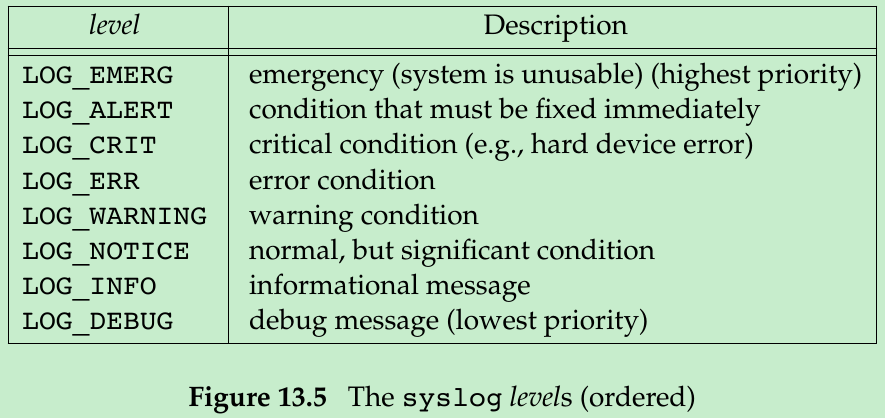 level Description
LOG_EMERG emergency (system is unusable) (highest priority)
LOG_ALERT condition that must be fixed immediately
LOG_CRIT critical condition (e.g., hard device error)
LOG_ERR error condition
LOG_WARNING warning condition
LOG_NOTICE normal, but significant condition
LOG_INFO informational message
LOG_DEBUG debug message (lowest priority)
Figure 13.5 The syslog levels (ordered)